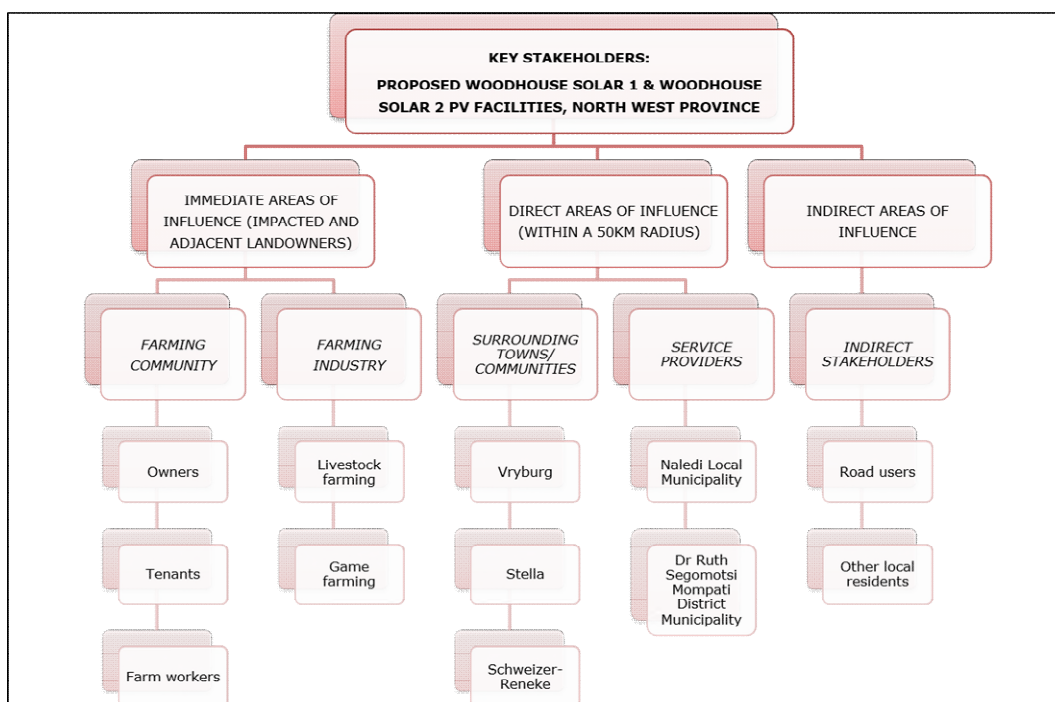 KEY STAKEHOLDERS:
PROPOSED WOODHOUSE SOLAR 1 & WOODHOUSE
SOLAR 2 PV FACILITIES, NORTH WEST PROVINCE
IMMEDIATE AREAS OF
INFLUENCE (IMPACTED AND
ADJACENT LANDOWNERS)
DIRECT AREAS OF INFLUENCE
(WITHIN A 50KM RADIUS)
INDIRECT AREAS OF
INFLUENCE
FARMING
COMMUNITY
FARMING
INDUSTRY
SURROUNDING
TOWNS/
COMMUNITIES
SERVICE
PROVIDERS
INDIRECT
STAKEHOLDERS
Owners
Livestock
farming
Vryburg
Naledi Local
Municipality
Road users
Tenants
Game
farming
Stella
Dr Ruth
Segomotsi
Mompati
District
Municipality
Other local
residents
Farm workers
Schweizer-
Reneke